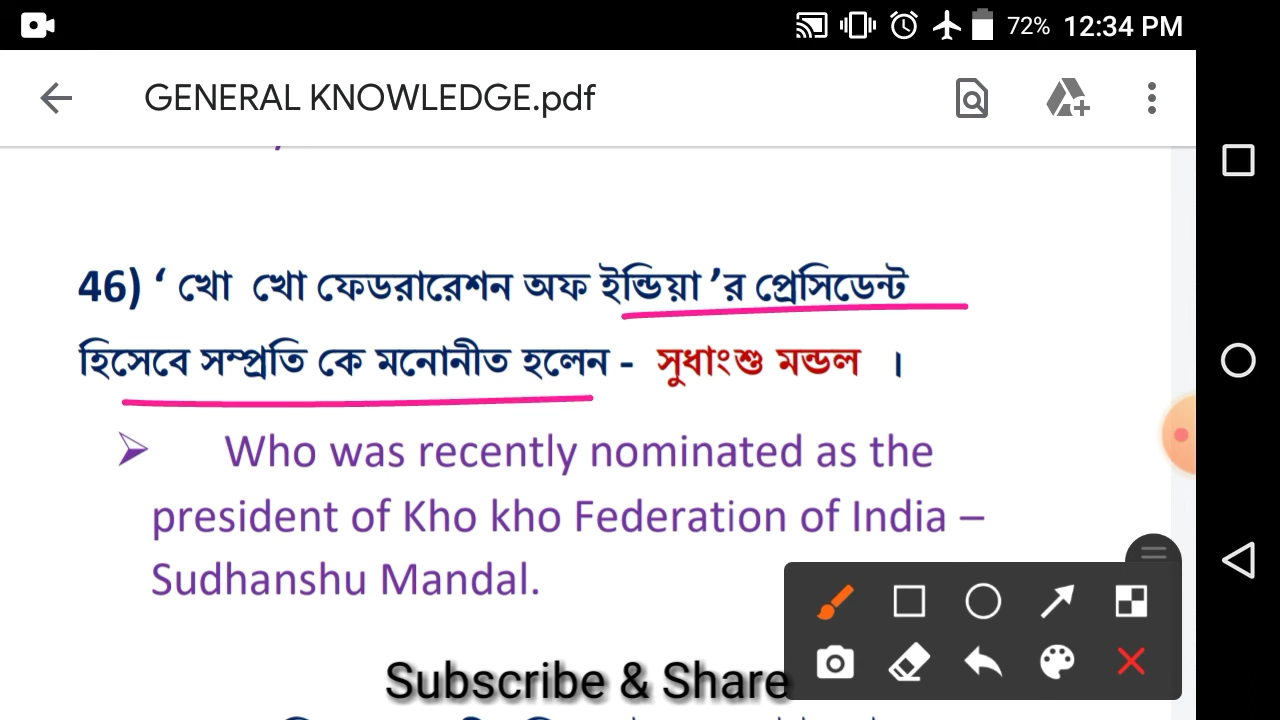 72% 12:34 PM
GENERAL KNOWLEDGE.pdf
46) ‘ খো খো ফেডরারেশন অফ ইন্ডিয়া ’র প্রেসিডেন্ট
হিসেবে সম্প্রতি কে মনোনীত হলেন - সুধাংশু মন্ডল ।
Who was recently nominated as the
president of Kho kho Federation of India –
Sudhanshu Mandal.
Subscribe & Share